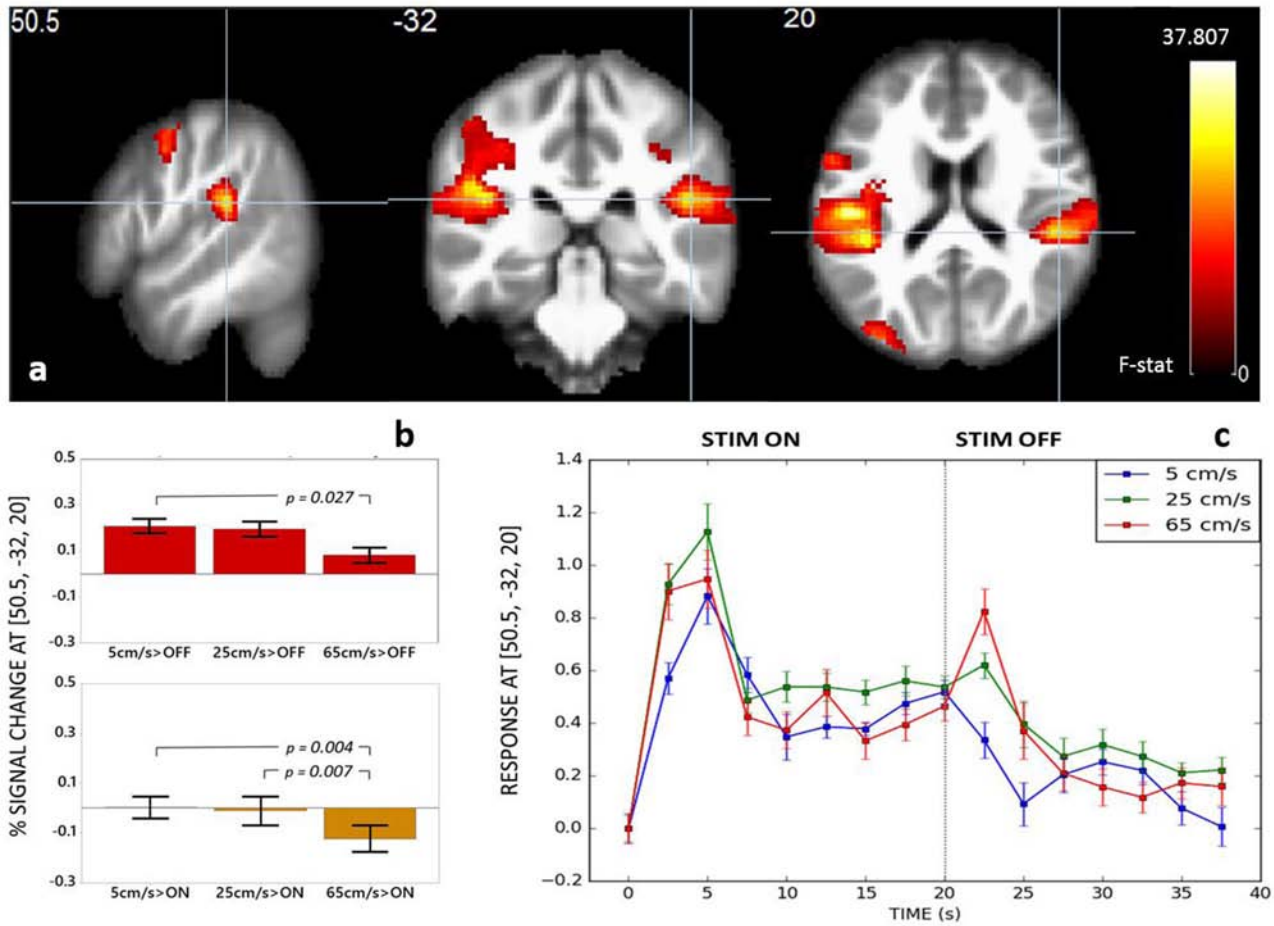 50.5
-32
20
37.807
F-stat
0
a
b
% SIGNAL CHANGE AT [50.5, -32, 20]
0.5
0.3
0.1
-0.1
-0.3
p = 0.027
5cm/s>OFF 25cm/s>OFF 65cm/s>OFF
0.5
0.3
0.1
-0.1
-0.3
p = 0.004
p = 0.007
5cm/s>ON 25cm/s>ON 65cm/s>ON
c
STIM ON STIM OFF
RESPONSE AT [50.5, -32, 20]
1.4
1.2
1.0
0.8
0.6
0.4
0.2
0.0
−0.2
5 cm/s
25 cm/s
65 cm/s
0 5 10 15 20 25 30 35 40
TIME (s)